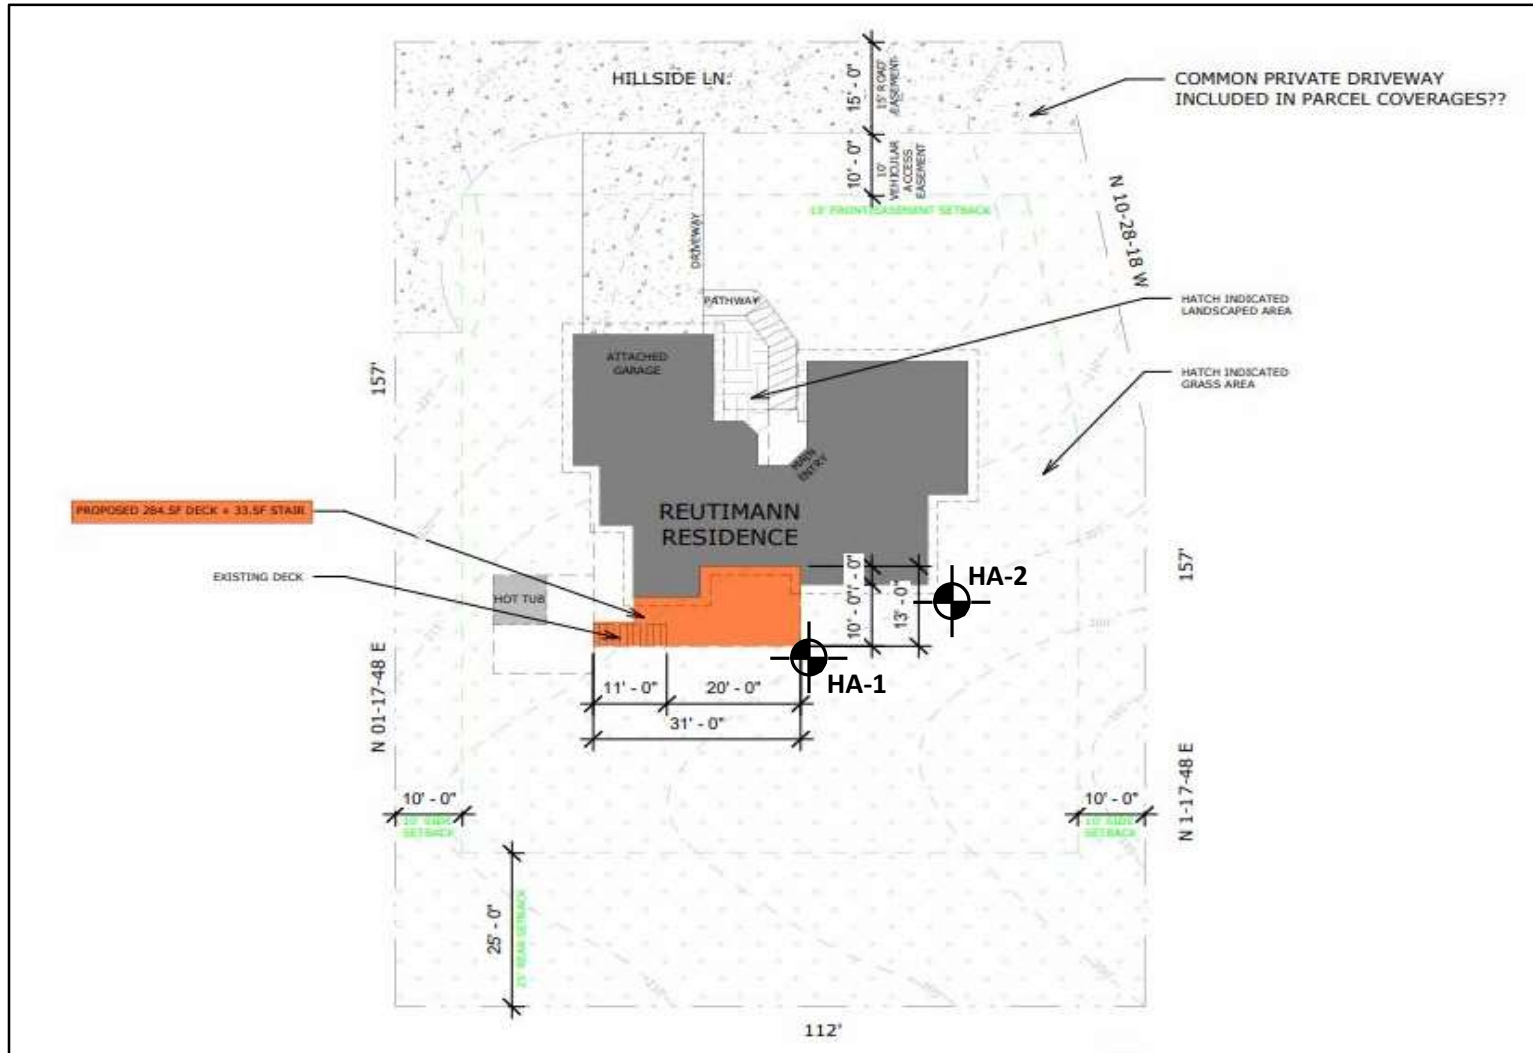 HILLSIDE LN.
15' - 0"
15' ROAD
EASEMENT
COMMON PRIVATE DRIVEWAY
INCLUDED IN PARCEL COVERAGES??
10' - 0"
10'
VEHICULAR
ACCESS
EASEMENT
N 10-28-18 W
DRIVEWAY
PATHWAY
HATCH INDICATED
LANDSCAPED AREA
ATTACHED
GARAGE
157'
HATCH INDICATED
GRASS AREA
MAIN
ENTRY
PROPOSED 284.SF DECK + 33.SF STAIR
REUTIMANN
RESIDENCE
EXISTING DECK
HOT TUB
10' - 0"
13' - 0"
HA-2
157'
HA-1
11' - 0"
20' - 0"
31' - 0"
N 01-17-48 E
N 1-17-48 E
10' - 0"
10' SIDE
SETBACK
10' - 0"
10' SIDE
SETBACK
25' - 0"
25' REAR SETBACK
112'